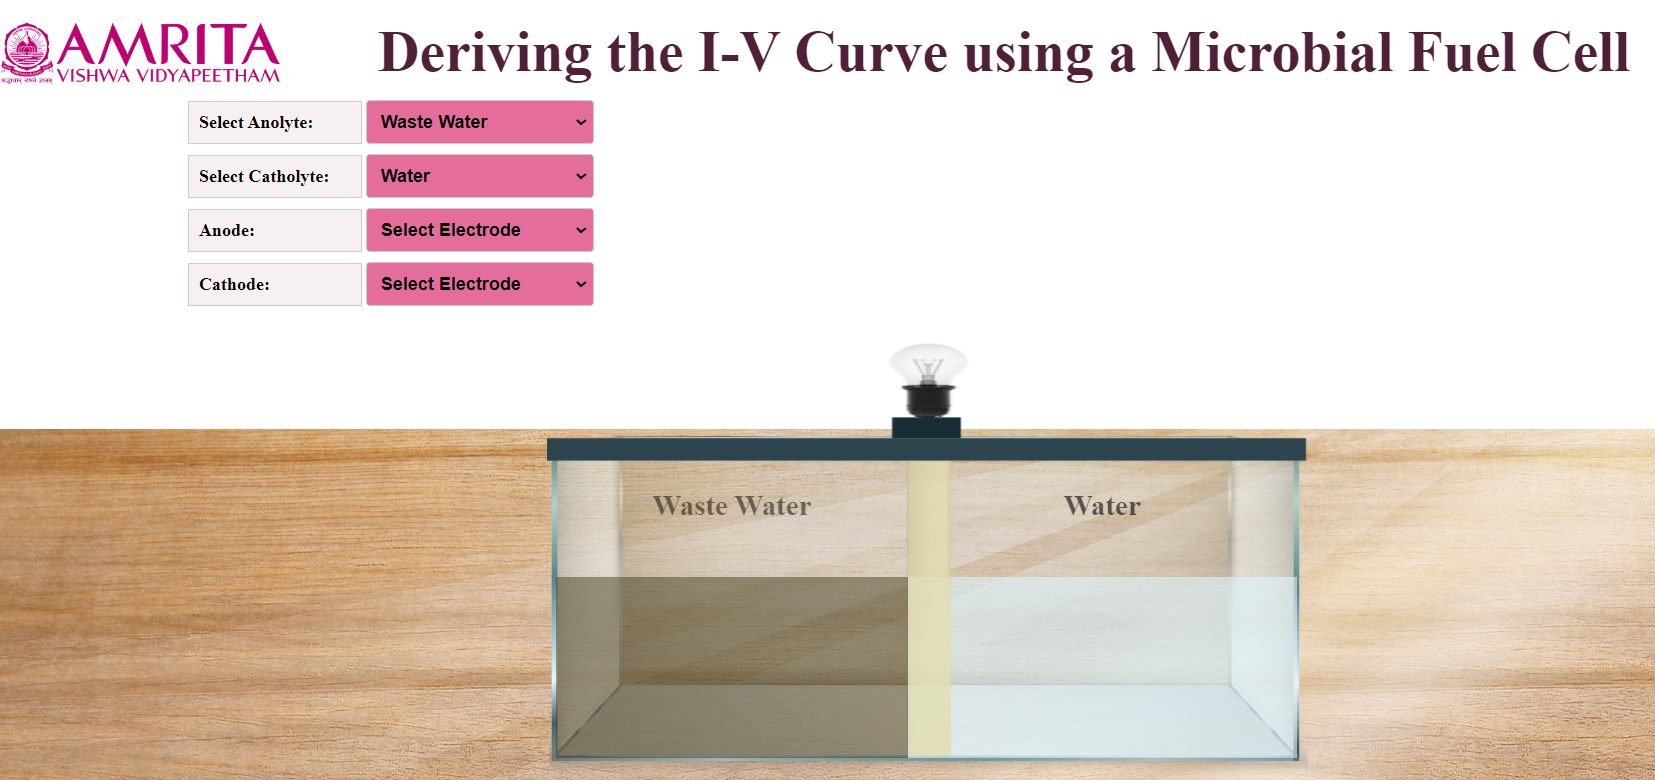 AMRITA
VISHWA VIDYAPEETHAM
Deriving the I-V Curve using a Microbial Fuel Cell
Select Anolyte: Waste Water
Select Catholyte: Water
Anode: Select Electrode
Cathode: Select Electrode
Waste Water Water